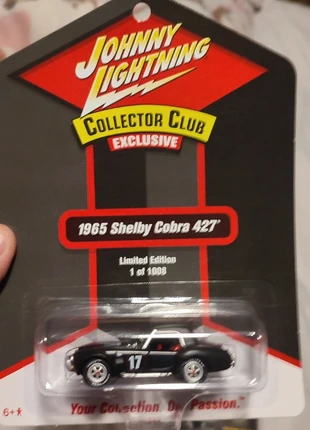 JOHNNY
LIGHTNING
COLLECTOR CLUB
EXCLUSIVE
1965 Shelby Cobra 427
Limited Edition
1 of 1008
17
6+
Your Collection. Our Passion.